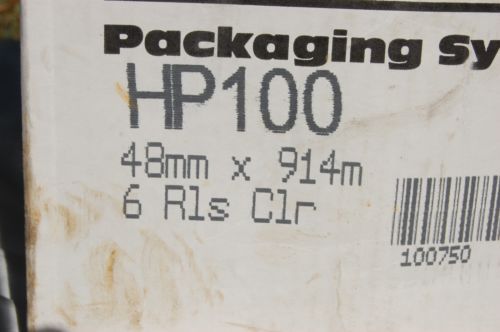 Packaging Sy
HP100
48mm x 914m
6 Rls Clr
100750